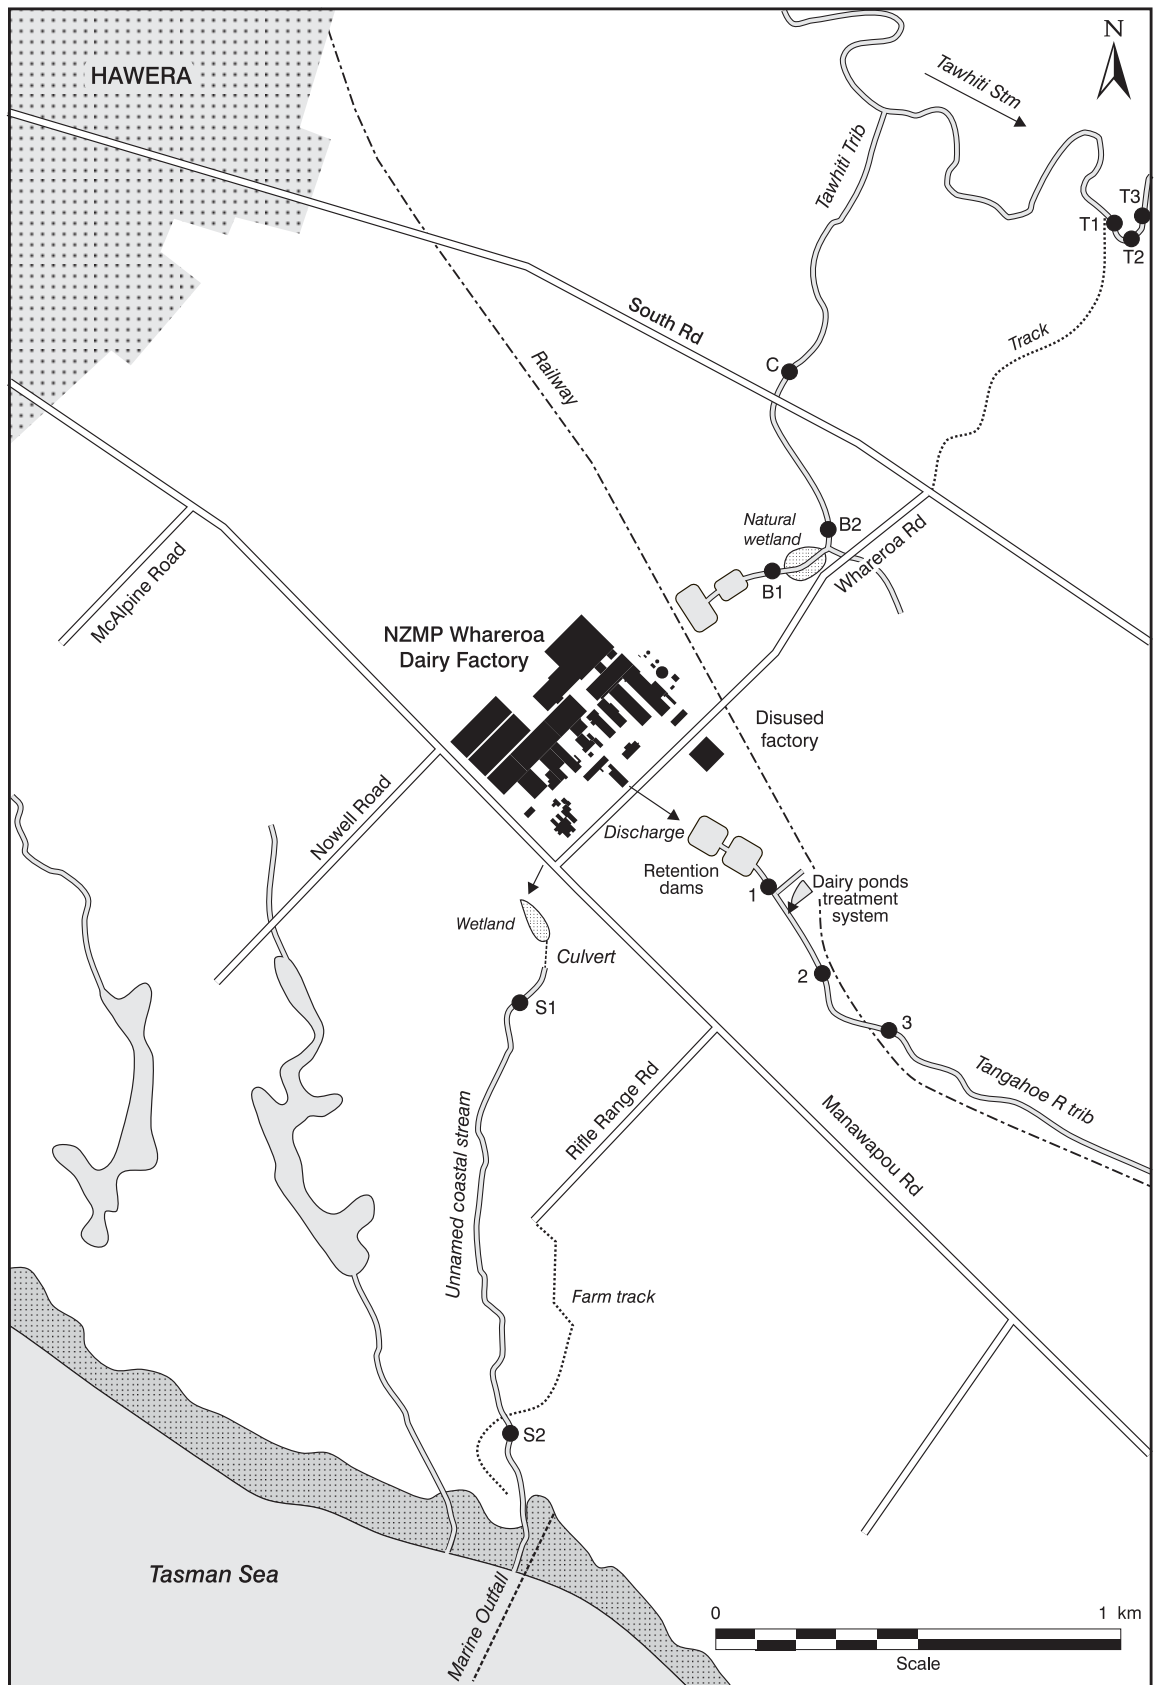 N
HAWERA
Tawhiti Stm
Tawhiti Trib
T3
T1
T2
South Rd
Track
Railway
C
Natural
wetland
B2
Whareroa Rd
B1
McAlpine Road
NZMP Whareroa
Dairy Factory
Disused
factory
Nowell Road
Discharge
Retention
dams
1
Dairy ponds
treatment
system
Wetland
Culvert
2
S1
3
Tangahoe R trib
Rifle Range Rd
Manawapou Rd
Unnamed coastal stream
Farm track
S2
Tasman Sea
Marine Outfall
0
1 km
Scale